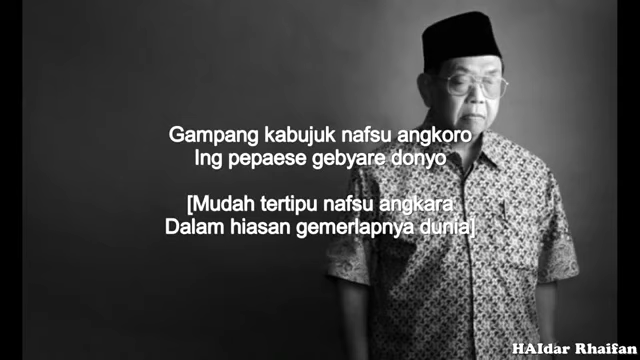 Gampang kabujuk nafsu angkoro
Ing pepaese gebyare donyo
[Mudah tertipu nafsu angkara
Dalam hiasan gemerlapnya dunia]
HAIdar Rhaifan